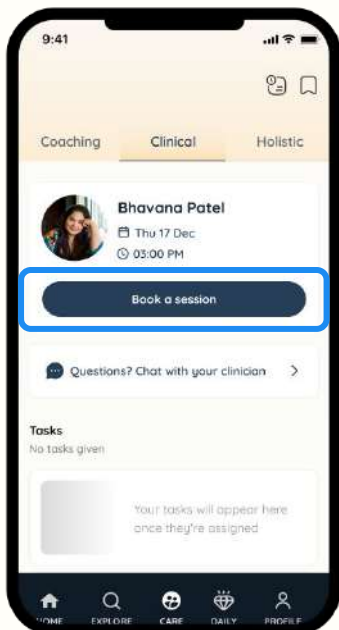 9:41
Coaching Clinical Holistic
Bhavana Patel
Thu 17 Dec
03:00 PM
Book a session
Questions? Chat with your clinician
Tasks
No tasks given
Your tasks will appear here
once they're assigned
HOME EXPLORE CARE DAILY PROFILE